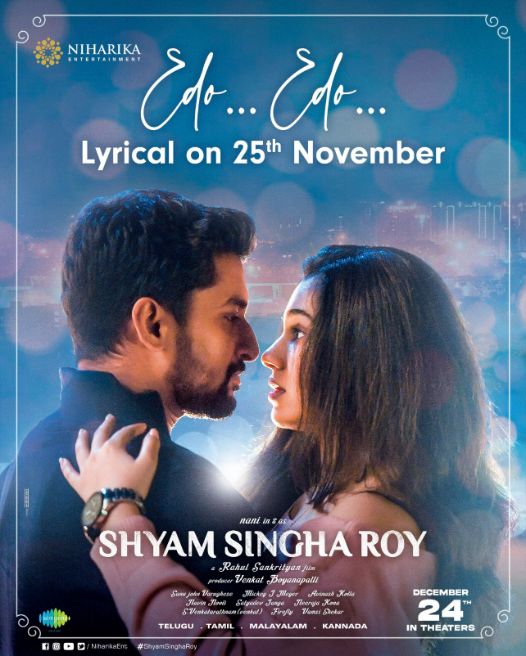 NIHARIKA
ENTERTAINMENT
Edo... Edo...
Lyrical on 25th November
nani in & as
SHYAM SINGHA ROY
a Rahul Sankrityan film
producer Venkat Boyanapalli
Sanu john Varughese Mickey J Meyer Avinash Kolla
Navin Nooli Satyadev Janga Neeraja Kona
S Venkatarathnam (venkat) Firefly Vamsi Shekar
TELUGU . TAMIL . MALAYALAM . KANNADA
DECEMBER
24TH
IN THEATERS
/ NiharikaEnt #ShyamSinghaRoy